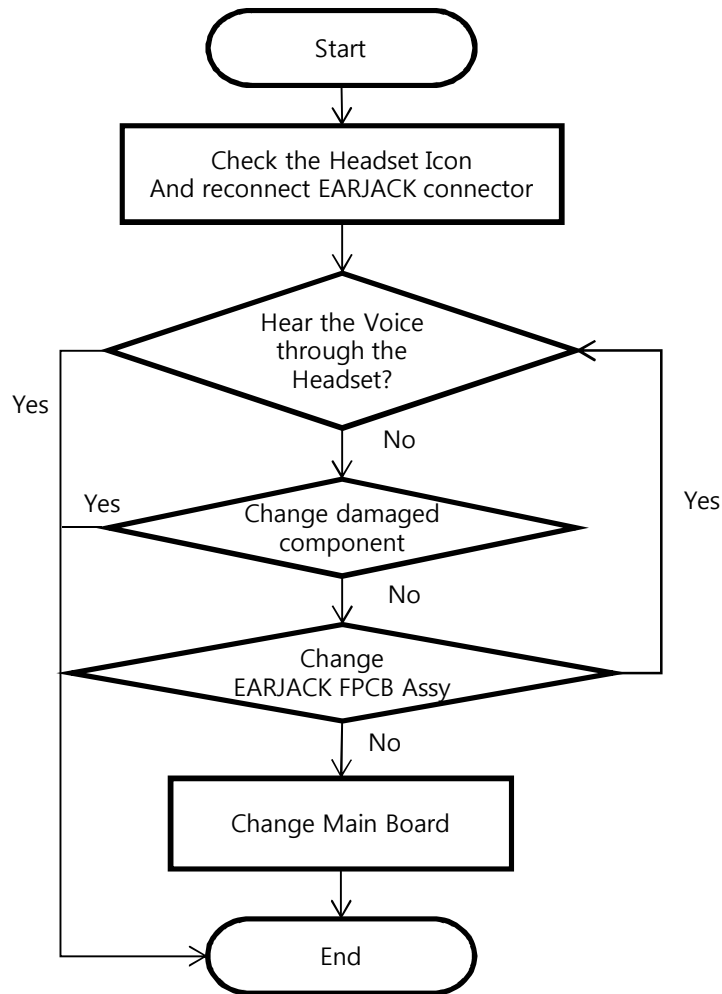 Start
Check the Headset Icon
And reconnect EARJACK connector
Hear the Voice
through the
Headset?
Yes
No
Yes
Change damaged
component
Yes
No
Change
EARJACK FPCB Assy
No
Change Main Board
End